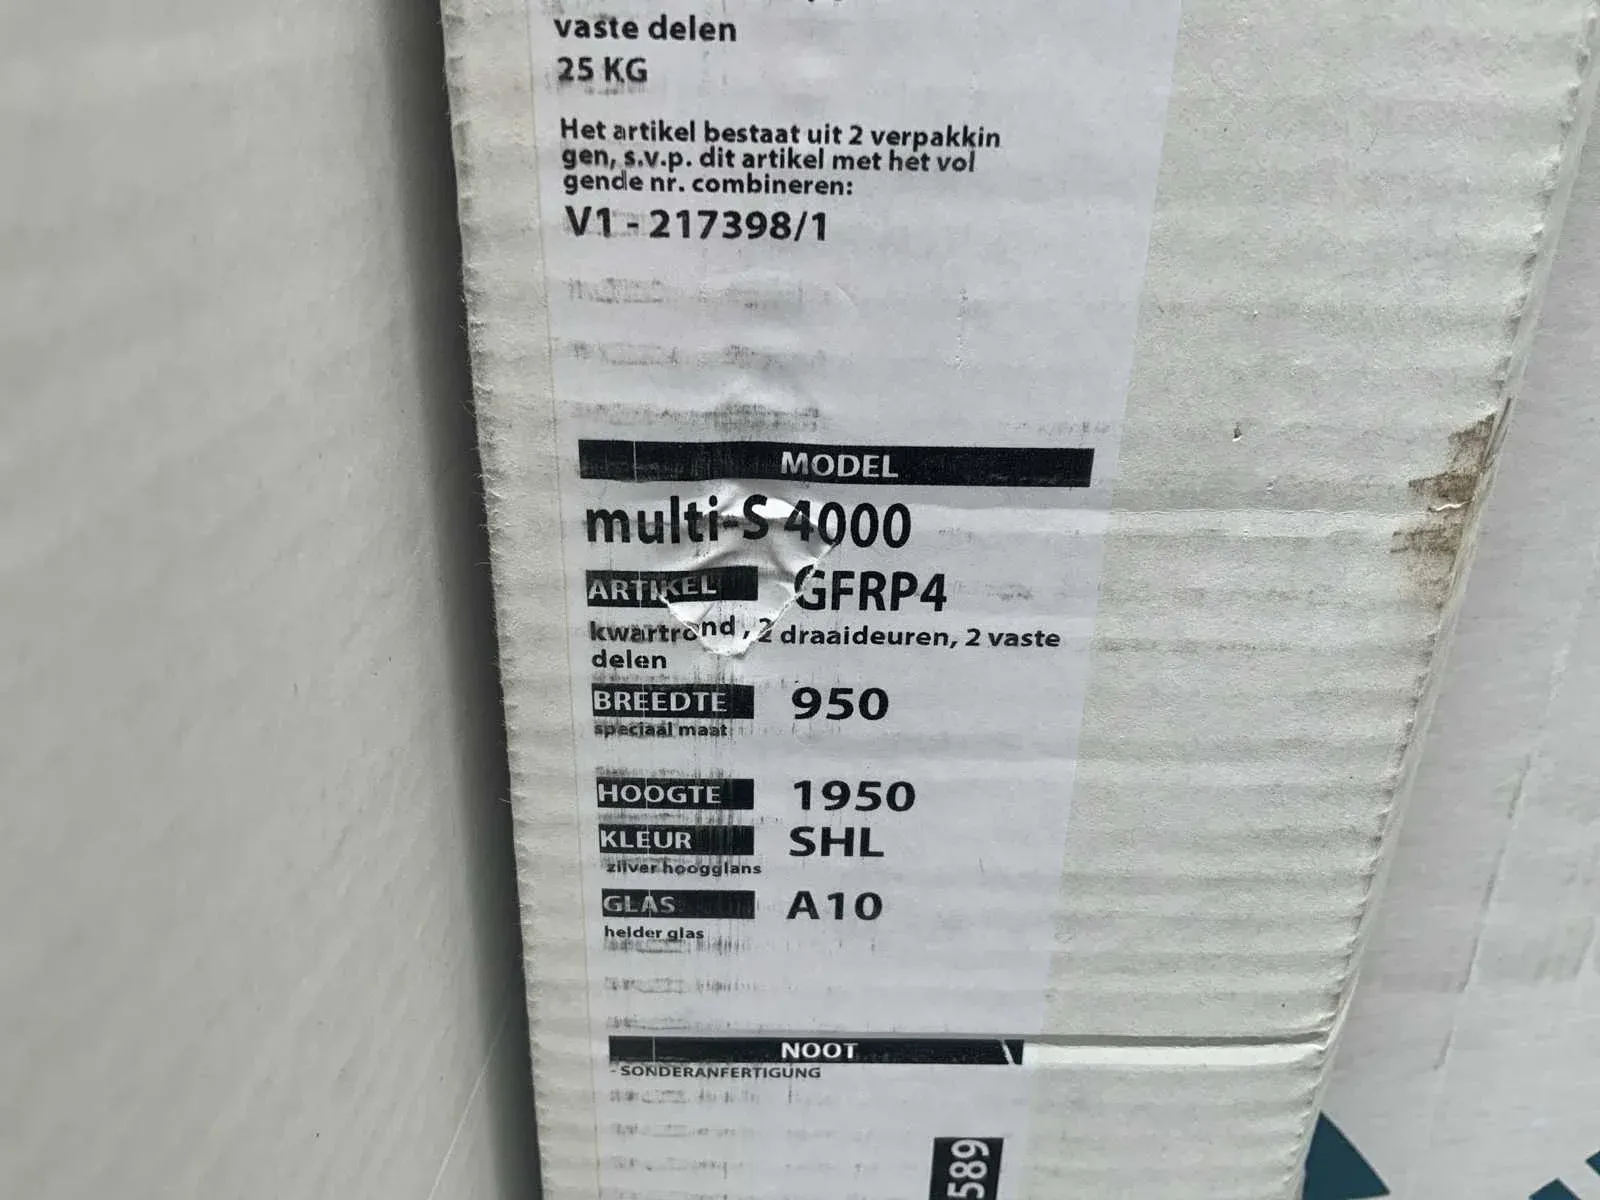 vaste delen
25 KG
Het artikel bestaat uit 2 verpakkin
gen, s.v.p. dit artikel met het vol
gende nr. combineren:
V1 - 217398/1
MODEL
multi-S 4000
ARTIKEL GFRP4
kwartrond, 2 draaideuren, 2 vaste
delen
BREEDTE 950
speciaal maat
HOOGTE 1950
KLEUR SHL
zilver hoogglans
GLAS A10
helder glas
NOOT
- SONDERANFERTIGUNG
589